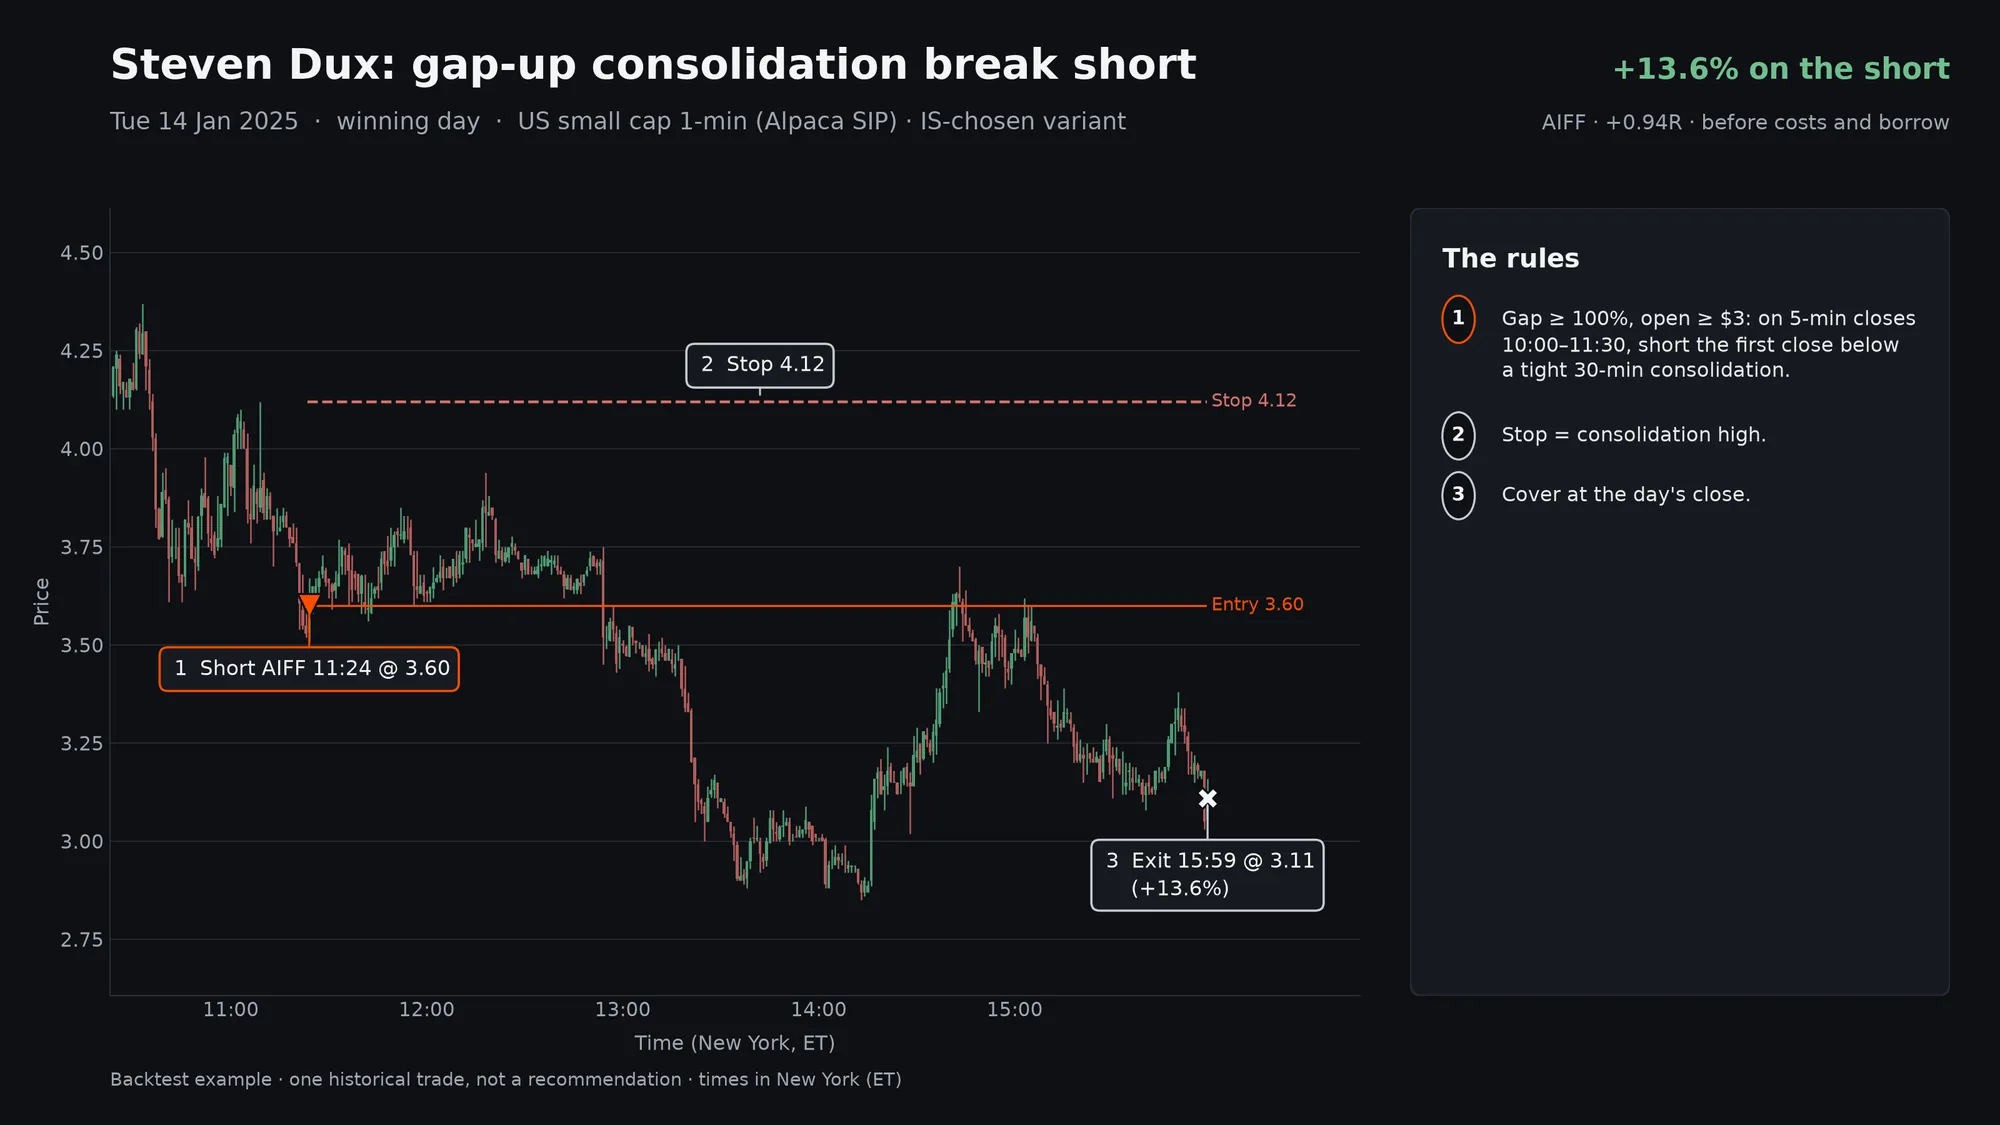 Steven Dux: gap-up consolidation break short
+13.6% on the short
Tue 14 Jan 2025 · winning day · US small cap 1-min (Alpaca SIP) · IS-chosen variant
AIFF · +0.94R · before costs and borrow
4.50
4.25
4.00
3.75
3.50
3.25
3.00
2.75
Price
2 Stop 4.12
Stop 4.12
Entry 3.60
1 Short AIFF 11:24 @ 3.60
3 Exit 15:59 @ 3.11
(+13.6%)
11:00
12:00
13:00
14:00
15:00
Time (New York, ET)
The rules
1 Gap ≥ 100%, open ≥ $3: on 5-min closes
10:00–11:30, short the first close below
a tight 30-min consolidation.
2 Stop = consolidation high.
3 Cover at the day's close.
Backtest example · one historical trade, not a recommendation · times in New York (ET)